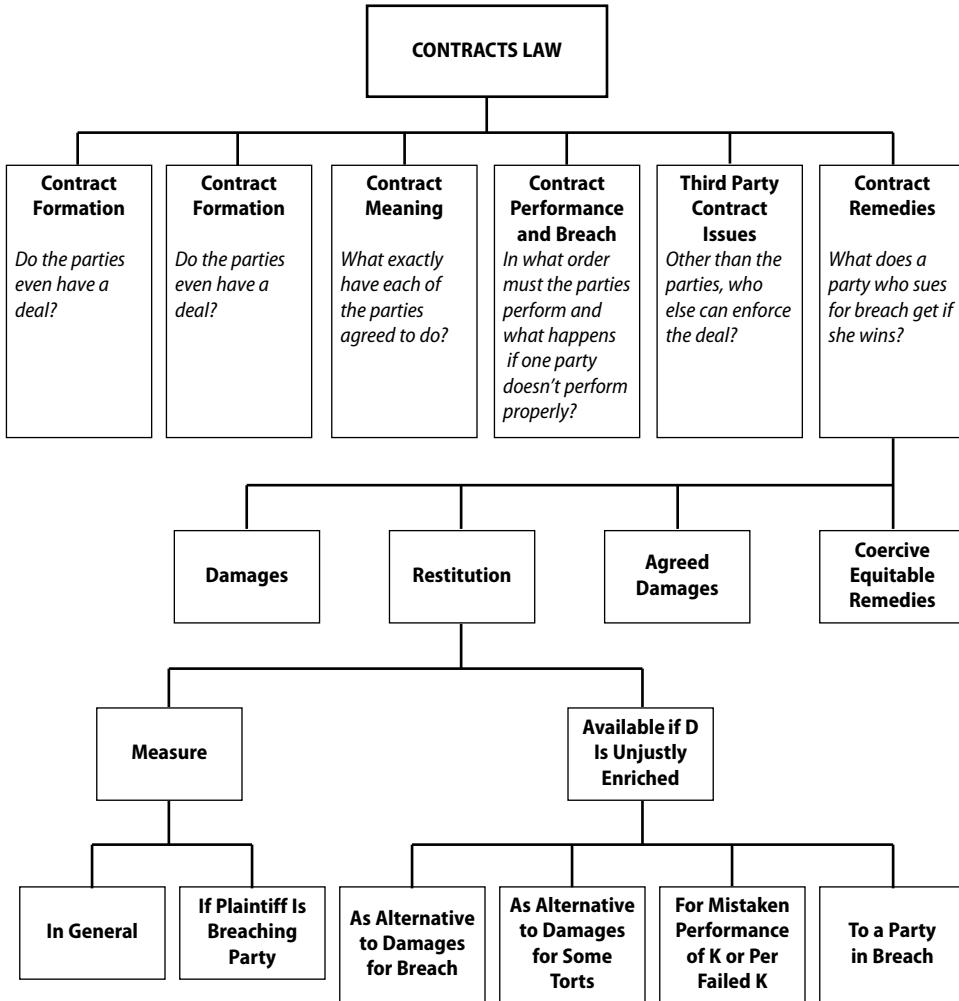 CONTRACTS LAW
Contract
Formation
Do the parties
even have a
deal?
Contract
Formation
Do the parties
even have a
deal?
Contract
Meaning
What exactly
have each of
the parties
agreed to do?
Contract
Performance
and Breach
In what order
must the parties
perform and
what happens
if one party
doesn’t perform
properly?
Third Party
Contract
Issues
Other than the
parties, who
else can enforce
the deal?
Contract
Remedies
What does a
party who sues
for breach get if
she wins?
Damages
Restitution
Agreed
Damages
Coercive
Equitable
Remedies
Measure
Available if D
Is Unjustly
Enriched
In General
If Plaintiff Is
Breaching
Party
As Alternative
to Damages
for Breach
As Alternative
to Damages
for Some
Torts
For Mistaken
Performance
of K or Per
Failed K
To a Party
in Breach